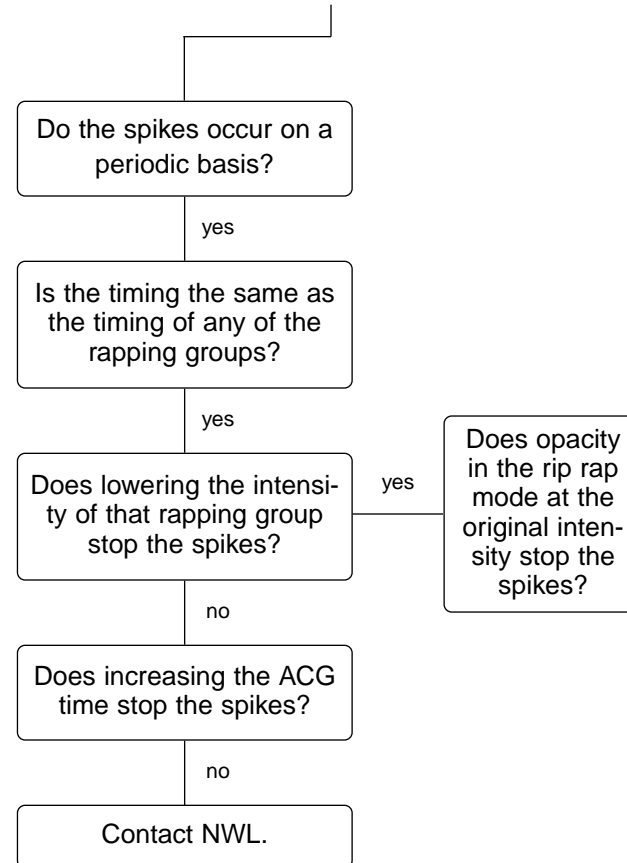 Do the spikes occur on a
periodic basis?
yes
Is the timing the same as
the timing of any of the
rapping groups?
yes
Does lowering the intensi-
ty of that rapping group
stop the spikes?
yes
Does opacity
in the rip rap
mode at the
original inten-
sity stop the
spikes?
no
Does increasing the ACG
time stop the spikes?
no
Contact NWL.